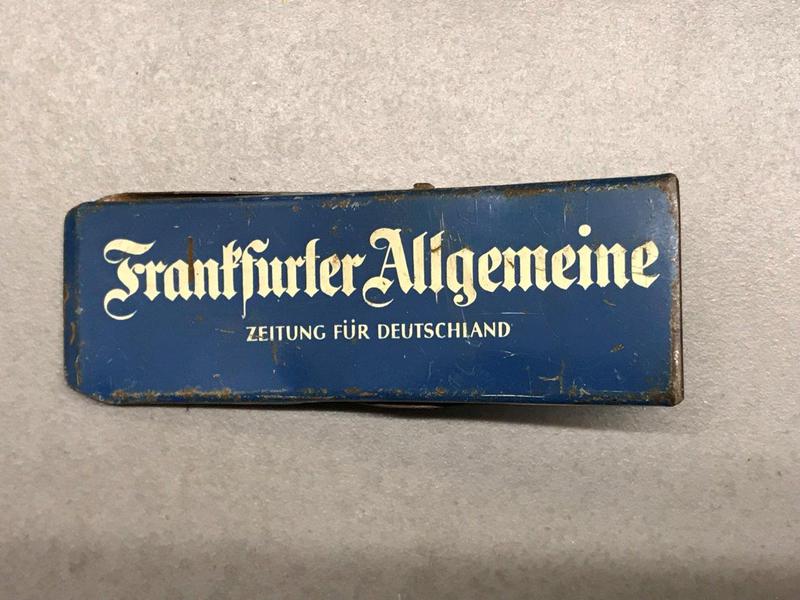 Frankfurter Allgemeine
ZEITUNG FÜR DEUTSCHLAND